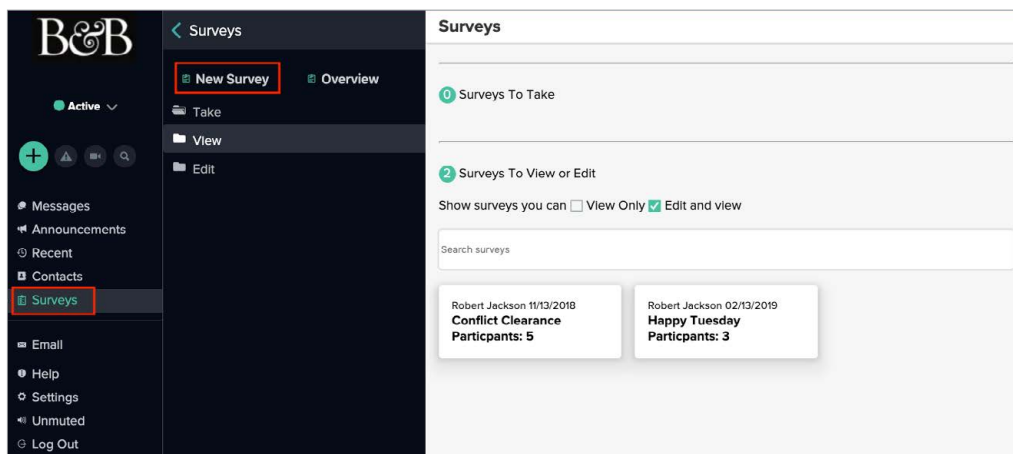 B&B
Active
Messages
Announcements
Recent
Contacts
Surveys
Email
Help
Settings
Unmuted
Log Out
Surveys
New Survey
Overview
Take
View
Edit
Surveys
0 Surveys To Take
2 Surveys To View or Edit
Show surveys you can View Only Edit and view
Search surveys
Robert Jackson 11/13/2018
Conflict Clearance
Particpants: 5
Robert Jackson 02/13/2019
Happy Tuesday
Particpants: 3